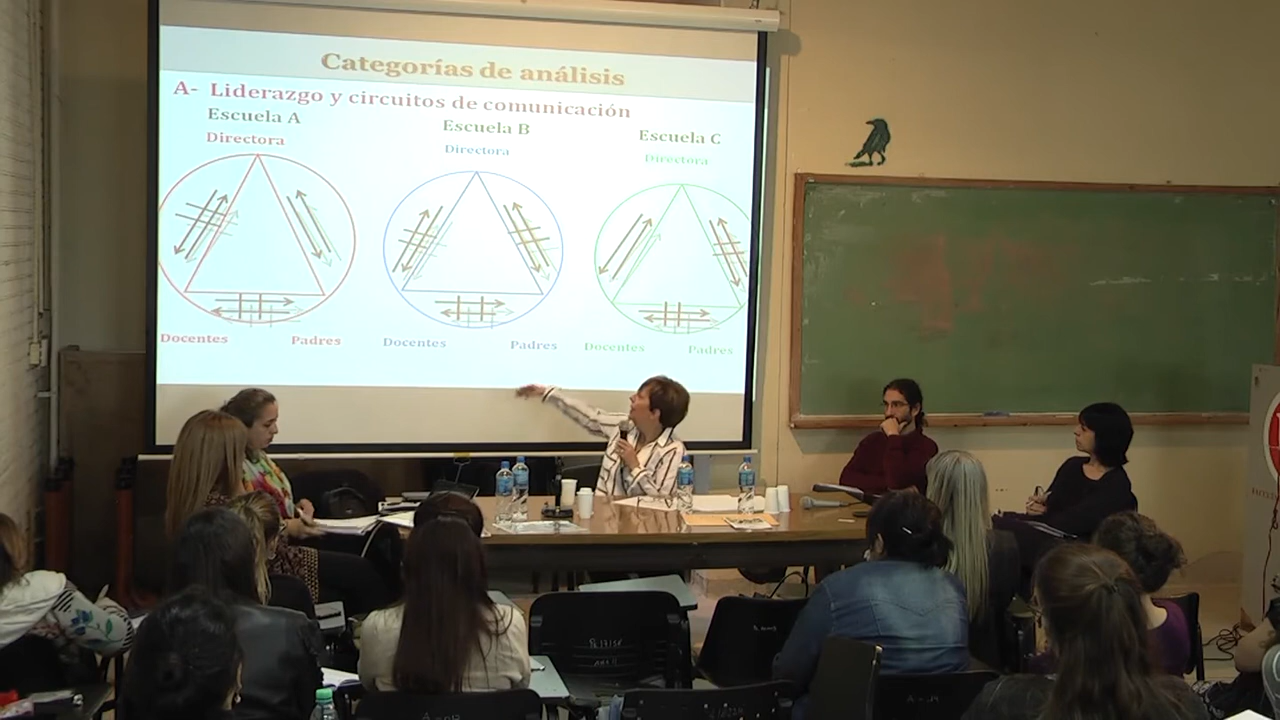 Categorías de análisis
A- Liderazgo y circuitos de comunicación
Escuela A
Escuela B
Escuela C
Directora
Directora
Directora
Docentes
Padres
Docentes
Padres
Docentes
Padres